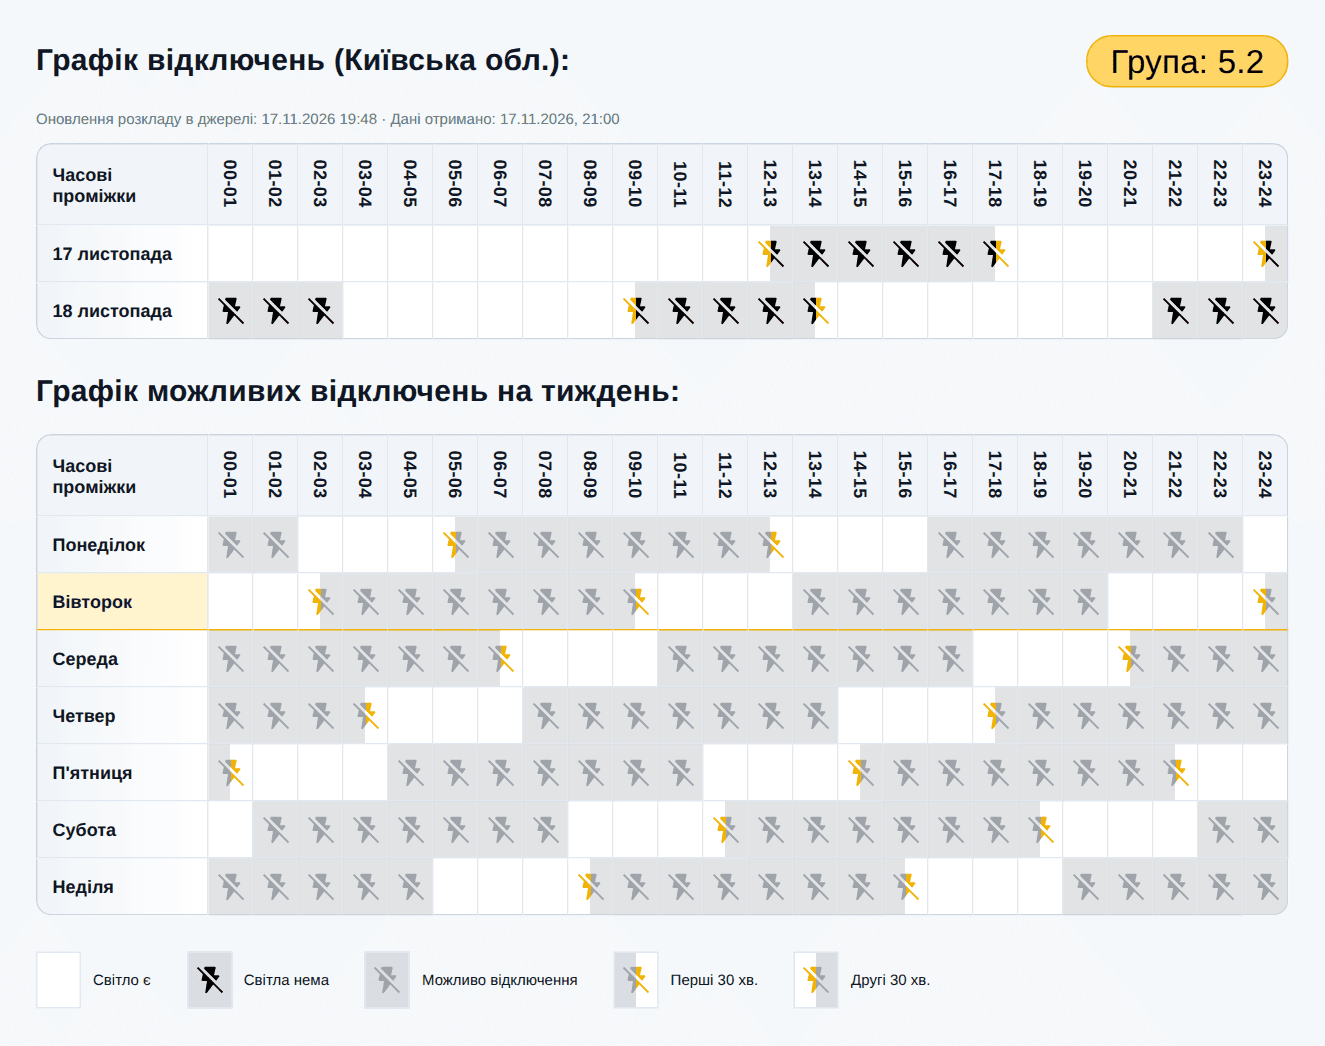 Графік відключень (Київська обл.):
Група: 5.2
Оновлення розкладу в джерелі: 17.11.2026 19:48 · Дані отримано: 17.11.2026, 21:00
Часові проміжки 00-01 01-02 02-03 03-04 04-05 05-06 06-07 07-08 08-09 09-10 10-11 11-12 12-13 13-14 14-15 15-16 16-17 17-18 18-19 19-20 20-21 21-22 22-23 23-24
17 листопада
18 листопада
Графік можливих відключень на тиждень:
Часові проміжки 00-01 01-02 02-03 03-04 04-05 05-06 06-07 07-08 08-09 09-10 10-11 11-12 12-13 13-14 14-15 15-16 16-17 17-18 18-19 19-20 20-21 21-22 22-23 23-24
Понеділок
Вівторок
Середа
Четвер
П'ятниця
Субота
Неділя
Світло є Світла нема Можливо відключення Перші 30 хв. Другі 30 хв.